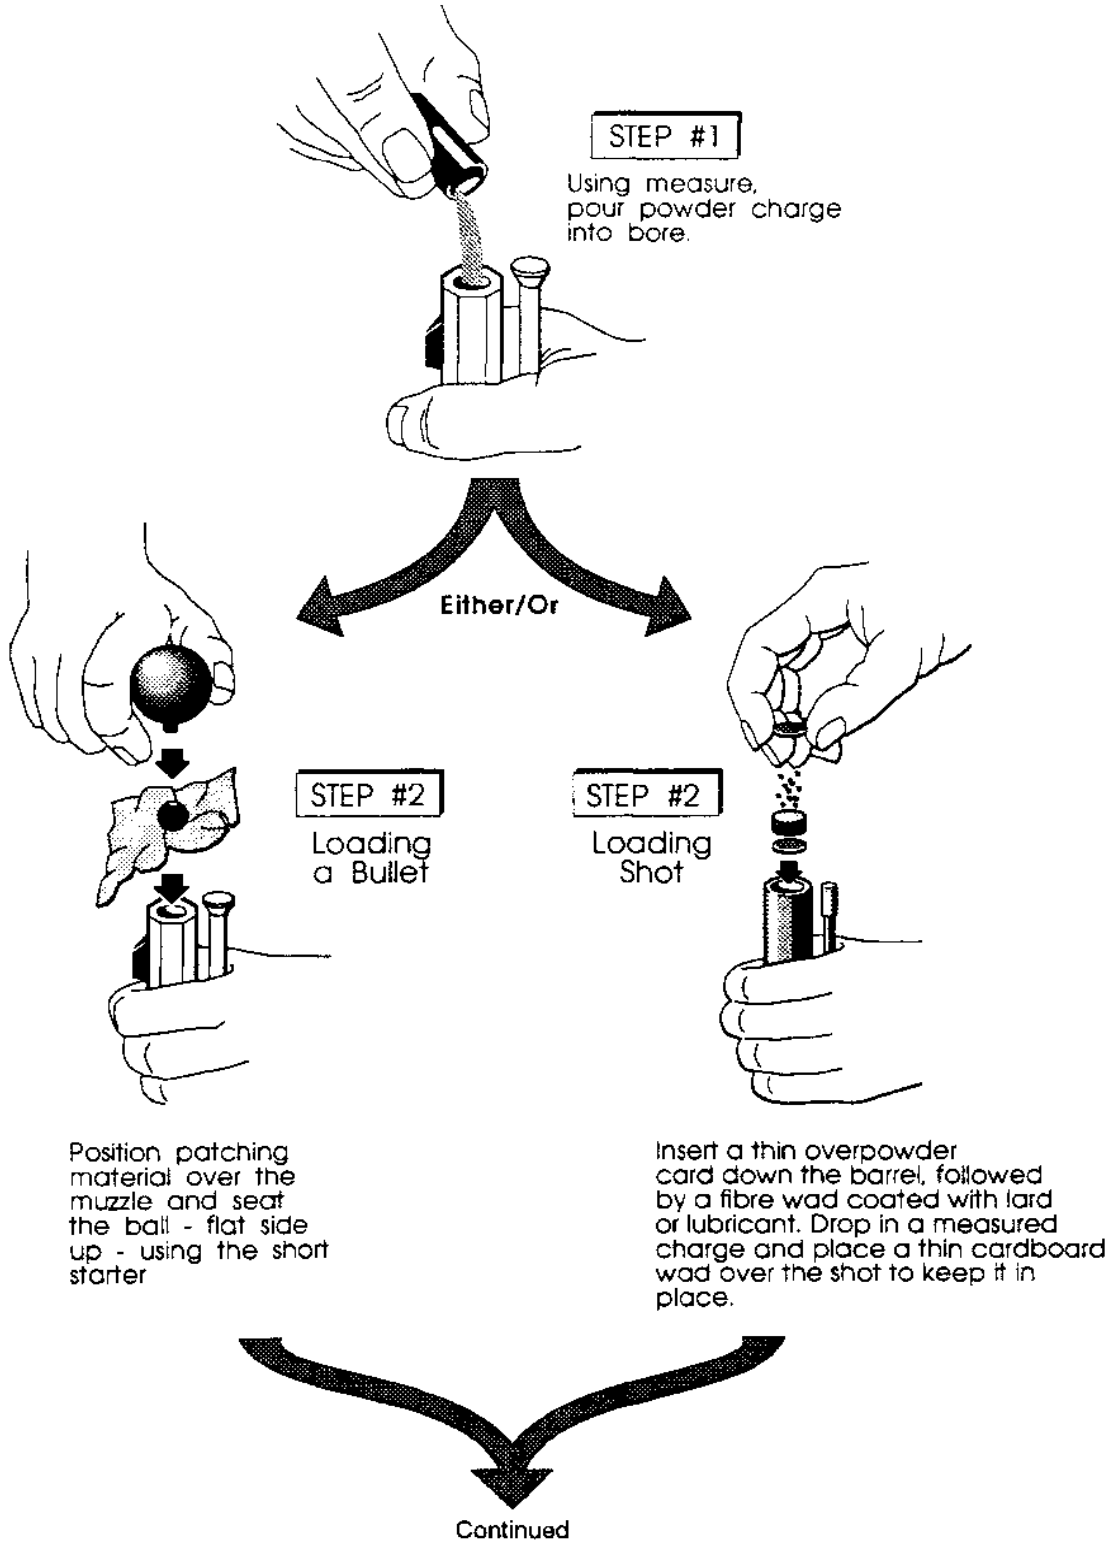 STEP #1
Using measure,
pour powder charge
into bore.
Either/Or
STEP #2
Loading
a Bullet
STEP #2
Loading
Shot
Position patching
material over the
muzzle and seat
the ball - flat side
up - using the short
starter
Insert a thin overpowder
card down the barrel, followed
by a fibre wad coated with lard
or lubricant. Drop in a measured
charge and place a thin cardboard
wad over the shot to keep it in
place.
Continued